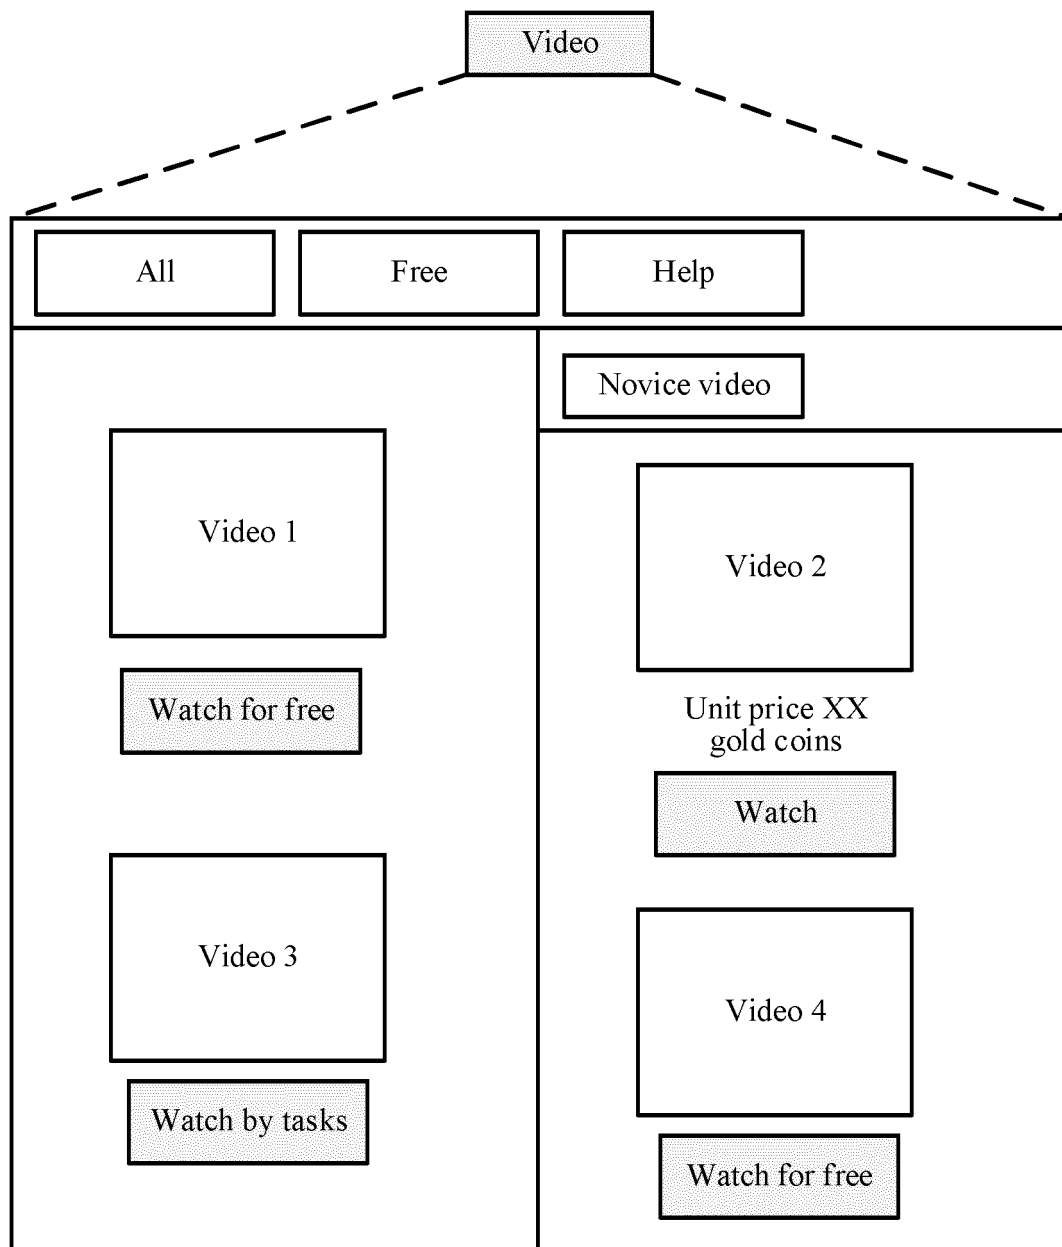 Video
All
Free
Help
Novice video
Video 1
Watch for free
Video 2
Unit price XX
gold coins
Watch
Video 3
Watch by tasks
Video 4
Watch for free